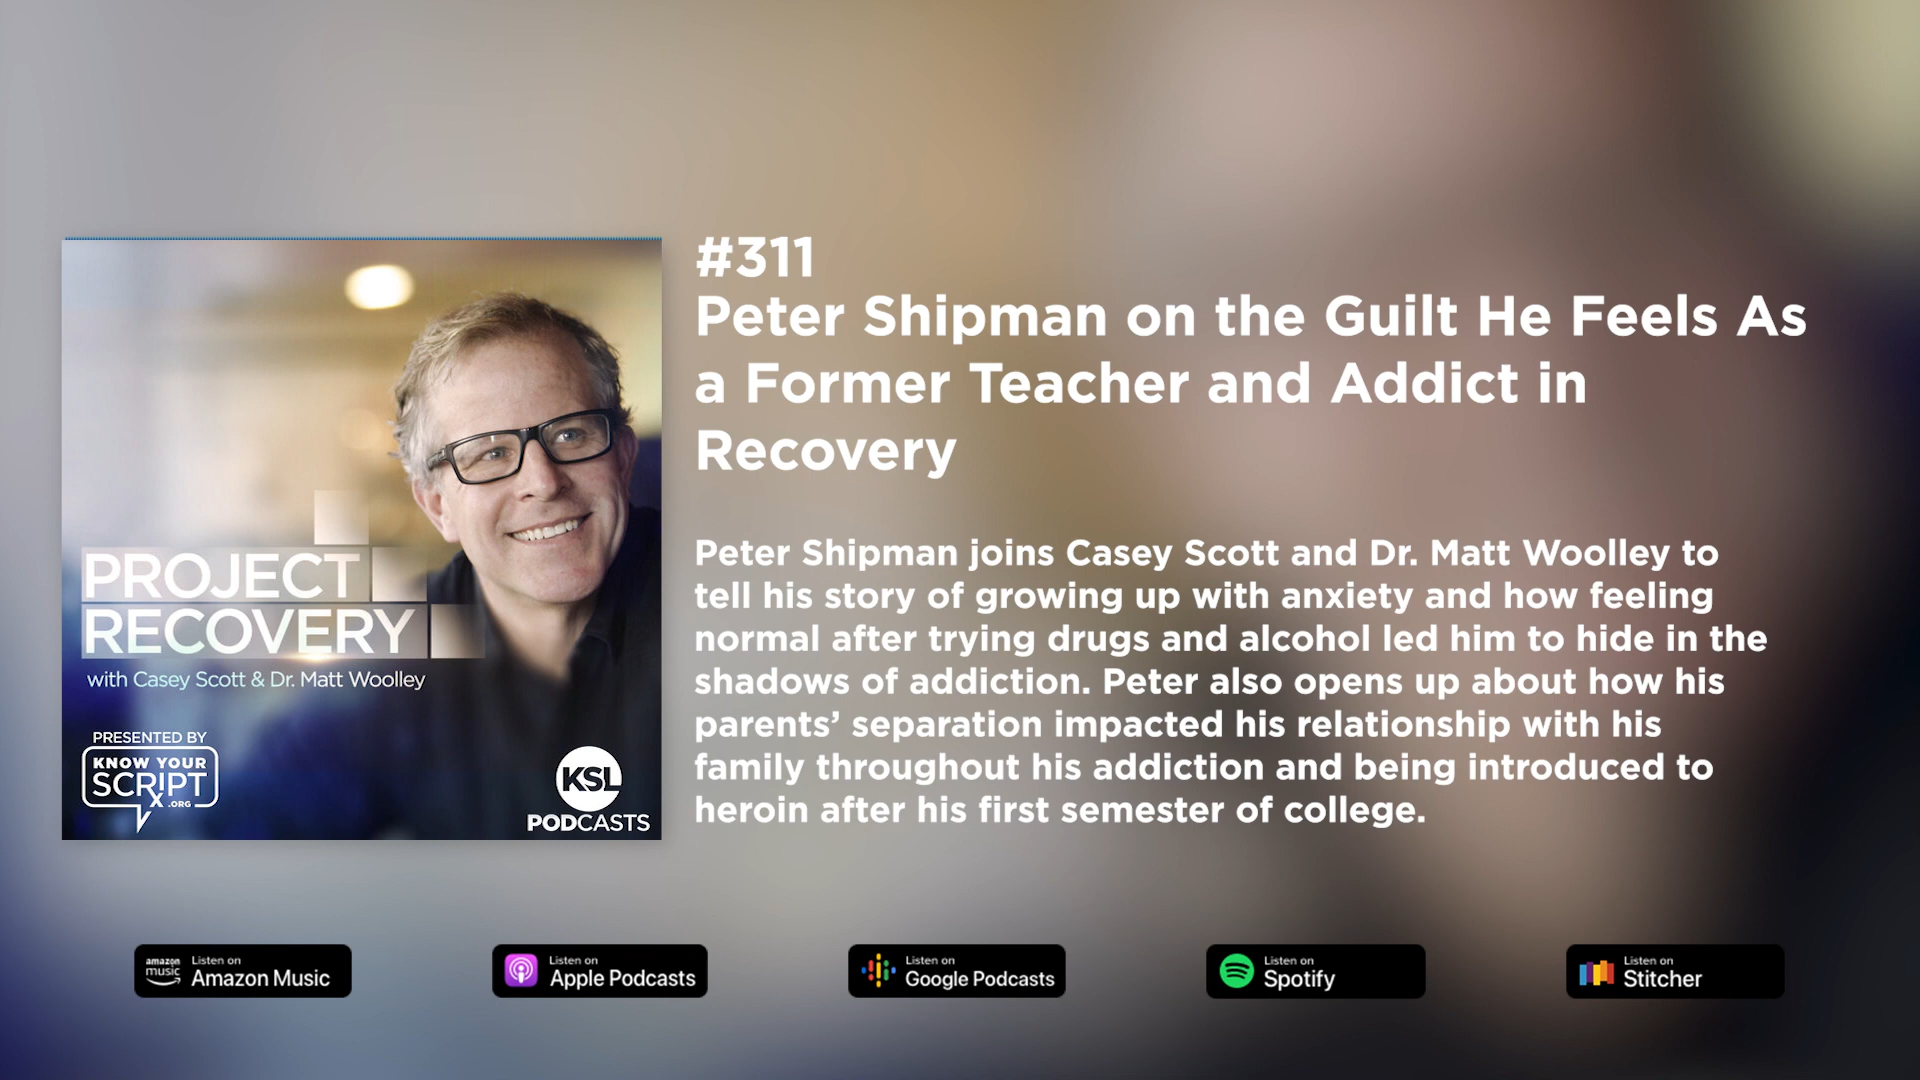 #311
Peter Shipman on the Guilt He Feels As
a Former Teacher and Addict in
Recovery
Peter Shipman joins Casey Scott and Dr. Matt Woolley to
tell his story of growing up with anxiety and how feeling
normal after trying drugs and alcohol led him to hide in the
shadows of addiction. Peter also opens up about how his
parents’ separation impacted his relationship with his
family throughout his addiction and being introduced to
heroin after his first semester of college.
PROJECT
RECOVERY
with Casey Scott & Dr. Matt Woolley
PRESENTED BY
KNOW YOUR
SCRIPT
x .ORG
KSL
PODCASTS
amazon
music
Listen on
Amazon Music
Listen on
Apple Podcasts
Listen on
Google Podcasts
Listen on
Spotify
Listen on
Stitcher